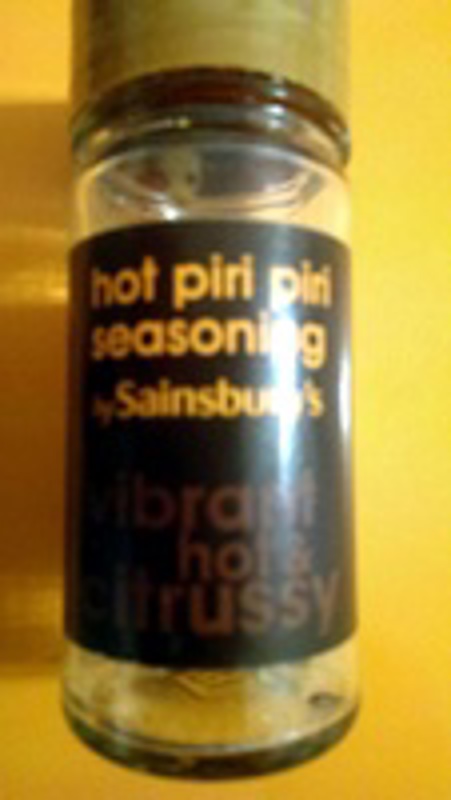 hot piri piri
seasoning
by Sainsbury's
vibrant
hot &
citrussy